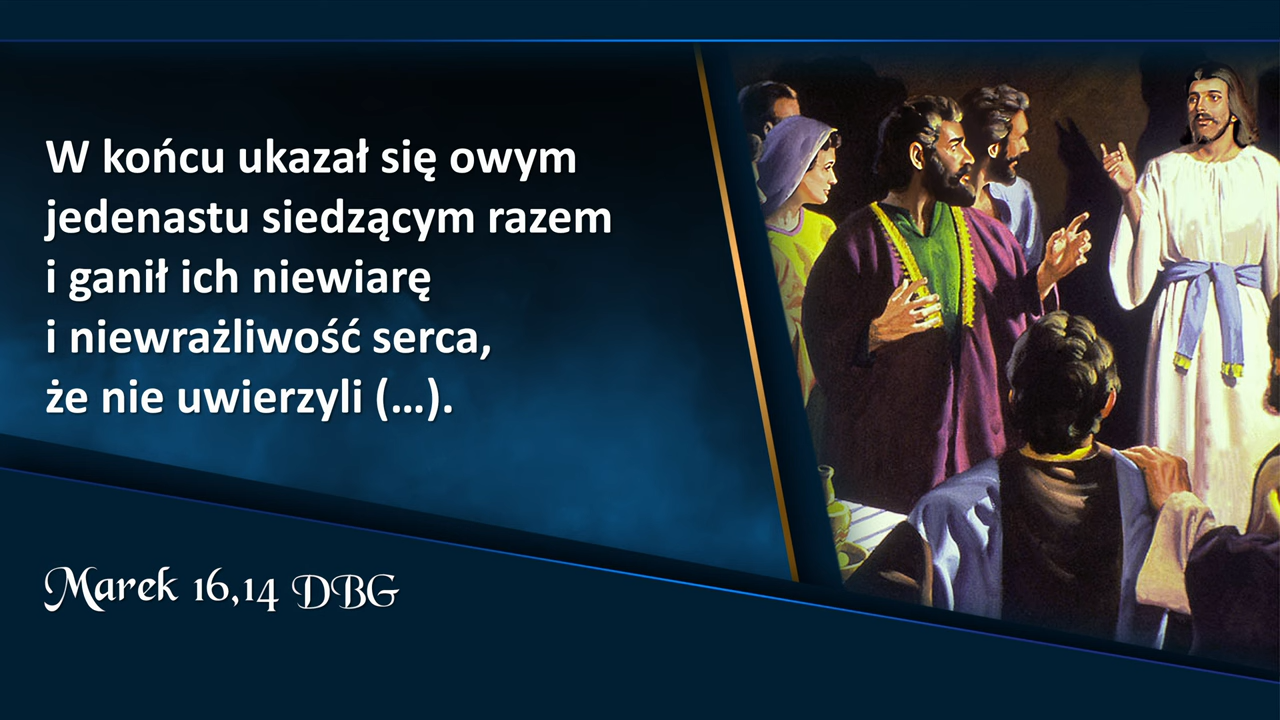 W końcu ukazał się owym
jedenastu siedzącym razem
i ganił ich niewiarę
i niewrażliwość serca,
że nie uwierzyli (...).
Marek 16,14 DBG